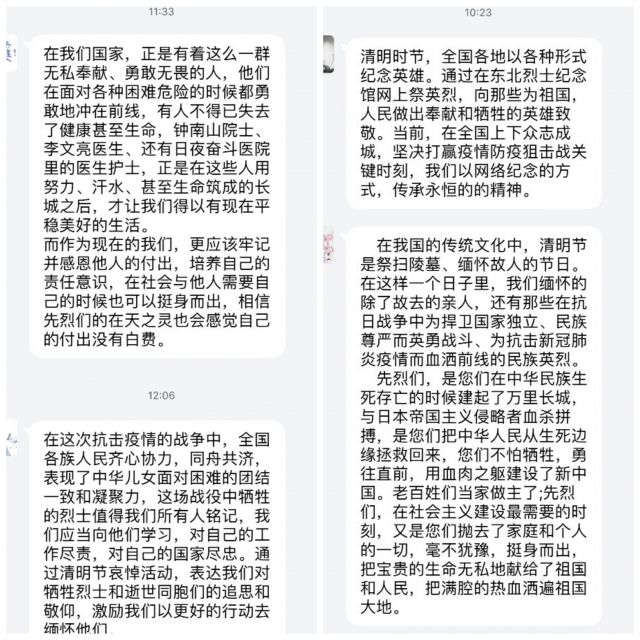 11:33
在我们国家，正是有着这么一群
无私奉献、勇敢无畏的人，他们
在面对各种困难危险的时候都勇
敢地冲在前线，有人不得已失去
了健康甚至生命，钟南山院士、
李文亮医生、还有日夜奋斗医院
里的医生护士，正是在这些人用
努力、汗水、甚至生命筑成的长
城之后，才让我们得以有现在平
稳美好的生活。
而作为现在的我们，更应该牢记
并感恩他人的付出，培养自己的
责任意识，在社会与他人需要自
己的时候也可以挺身而出，相信
先烈们的在天之灵也会感觉自己
的付出没有白费。
12:06
在这次抗击疫情的战争中，全国
各族人民齐心协力，同舟共济，
表现了中华儿女面对困难的团结
一致和凝聚力，这场战役中牺牲
的烈士值得我们所有人铭记，我
们应当向他们学习，对自己的工
作尽责，对自己的国家尽忠。通
过清明节哀悼活动，表达我们对
牺牲烈士和逝世同胞们的追思和
敬仰，激励我们以更好的行动去
缅怀他们。
10:23
清明时节，全国各地以各种形式
纪念英雄。通过在东北烈士纪念
馆网上祭英烈，向那些为祖国，
人民做出奉献和牺牲的英雄致
敬。当前，在全国上下众志成
城，坚决打赢疫情防疫狙击战关
键时刻，我们以网络纪念的方
式，传承永恒的的精神。
在我国的传统文化中，清明节
是祭扫陵墓、缅怀故人的节日。
在这样一个日子里，我们缅怀的
除了故去的亲人，还有那些在抗
日战争中为捍卫国家独立、民族
尊严而英勇战斗、为抗击新冠肺
炎疫情而血洒前线的民族英烈。
先烈们，是您们在中华民族生
死存亡的时候建起了万里长城，
与日本帝国主义侵略者血杀拼
搏，是您们把中华人民从生死边
缘拯救回来，您们不怕牺牲，勇
往直前，用血肉之躯建设了新中
国。老百姓们当家做主了;先烈
们，在社会主义建设最需要的时
刻，又是您们抛去了家庭和个人
的一切，毫不犹豫，挺身而出，
把宝贵的生命无私地献给了祖国
和人民，把满腔的热血洒遍祖国
大地。